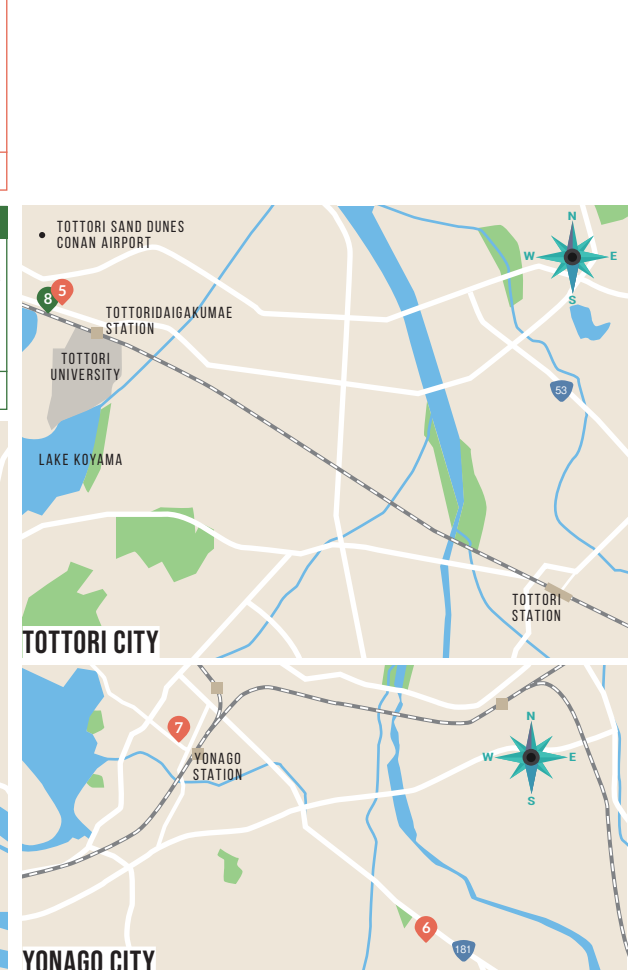 TOTTORI SAND DUNES
CONAN AIRPORT
N
W
E
S
8
5
TOTTORIDAIGAKUMAE
STATION
TOTTORI
UNIVERSITY
53
LAKE KOYAMA
TOTTORI
STATION
TOTTORI CITY
7
YONAGO
STATION
N
W
E
S
6
181
YONAGO CITY